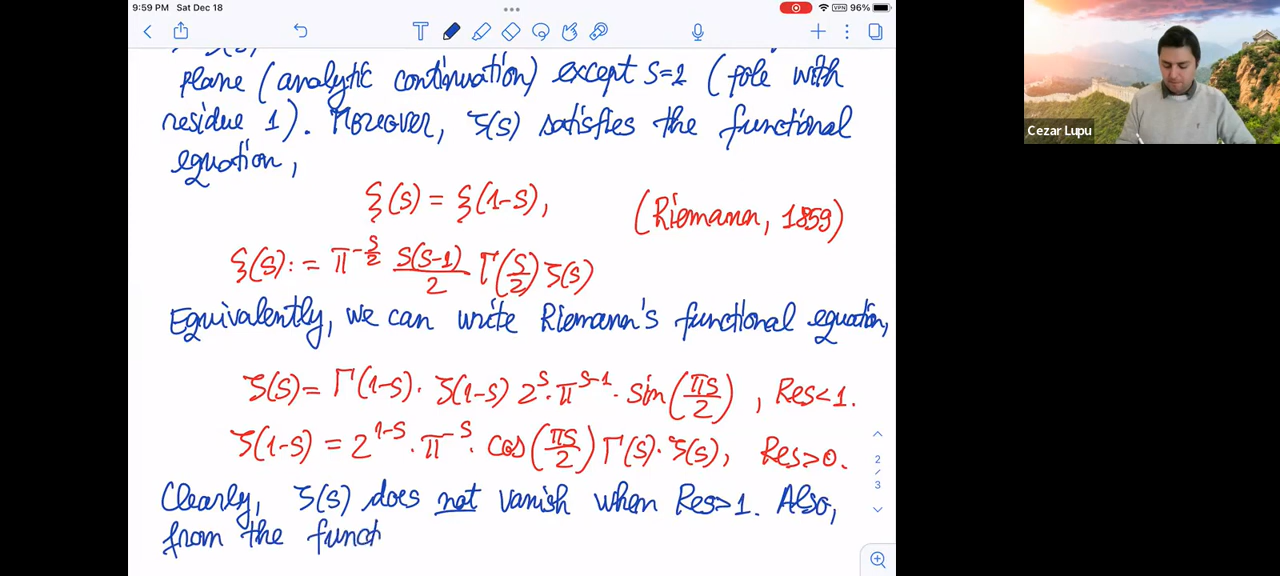 9:59 PM Sat Dec 18
VPN 96%
T
plane (analytic continuation) except S=1 (pole with
residue 1). Moreover, ζ(s) satisfies the functional
equation,
ξ(s) = ξ(1-s), (Riemann, 1859)
ξ(s) := π^{-s/2} \frac{s(s-1)}{2} Γ(s/2) ζ(s)
Equivalently, we can write Riemann's functional equation,
ζ(s) = Γ(1-s) · ζ(1-s) 2^s · π^{s-1} · sin(πs/2), Res<1.
ζ(1-s) = 2^{1-s} · π^{-s} · cos(πs/2) Γ(s) · ζ(s), Res>0.
Clearly, ζ(s) does not vanish when Res>1. Also,
from the funct
2
/
3
Cezar Lupu